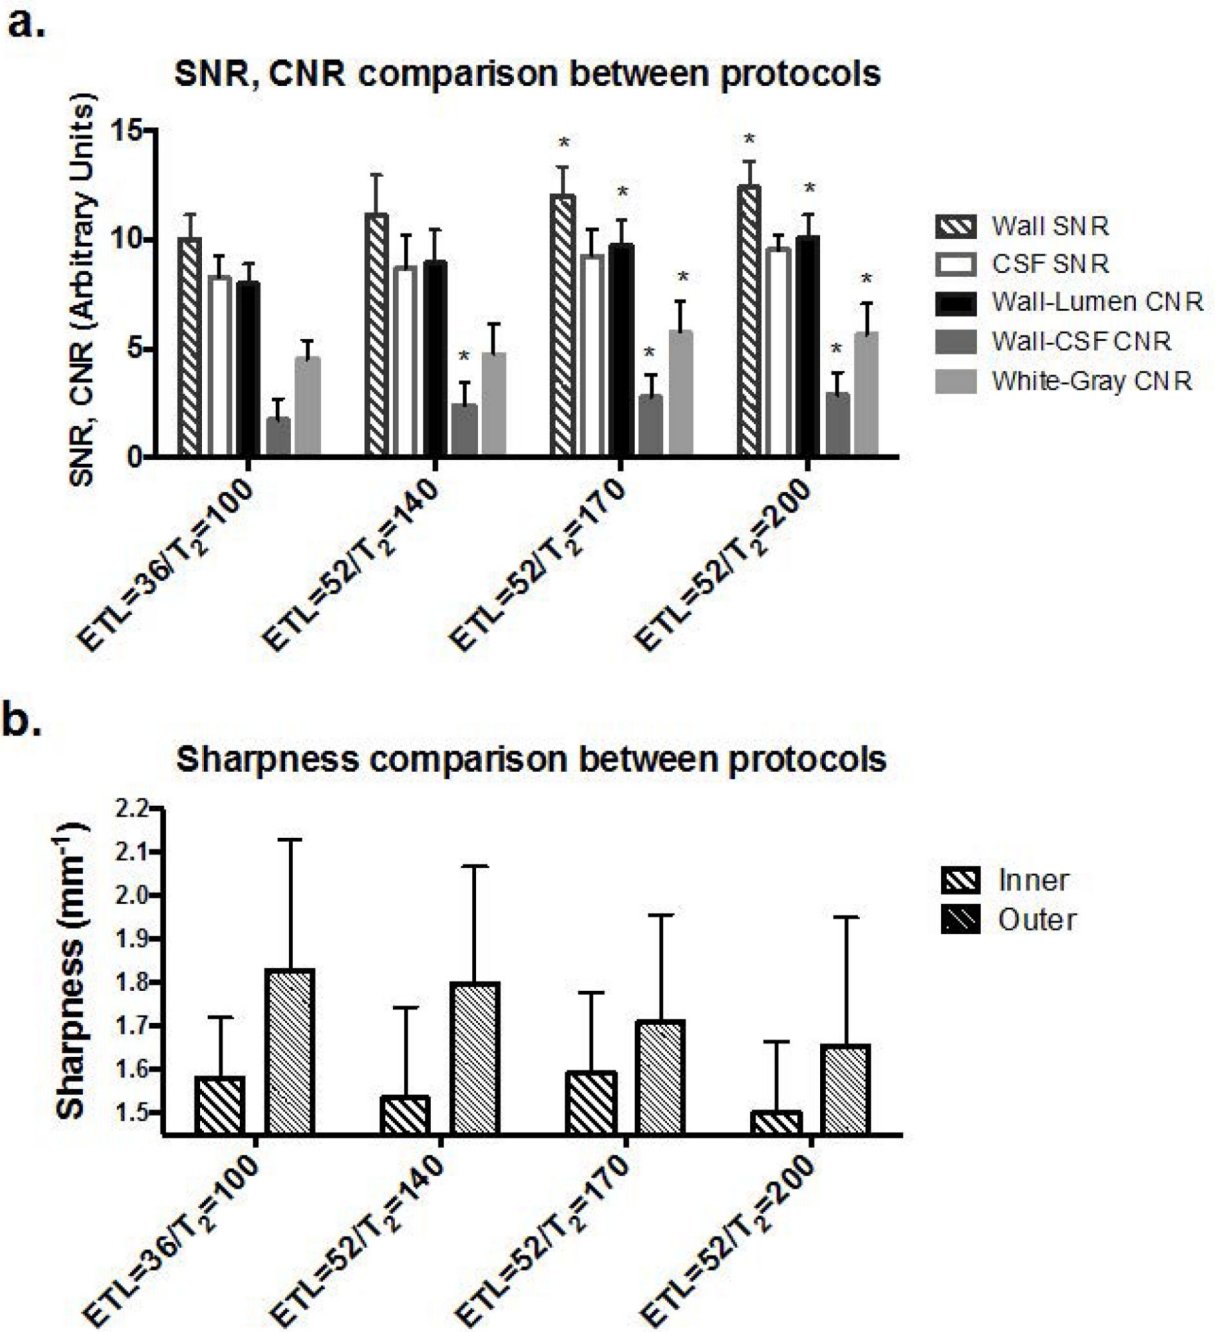 a.
SNR, CNR comparison between protocols
SNR, CNR (Arbitrary Units)
15
10
5
0
* * * * * * * * *
ETL=36/T2=100
ETL=52/T2=140
ETL=52/T2=170
ETL=52/T2=200
Wall SNR
CSF SNR
Wall-Lumen CNR
Wall-CSF CNR
White-Gray CNR
b.
Sharpness comparison between protocols
Sharpness (mm-1)
2.2
2.1
2.0
1.9
1.8
1.7
1.6
1.5
ETL=36/T2=100
ETL=52/T2=140
ETL=52/T2=170
ETL=52/T2=200
Inner
Outer